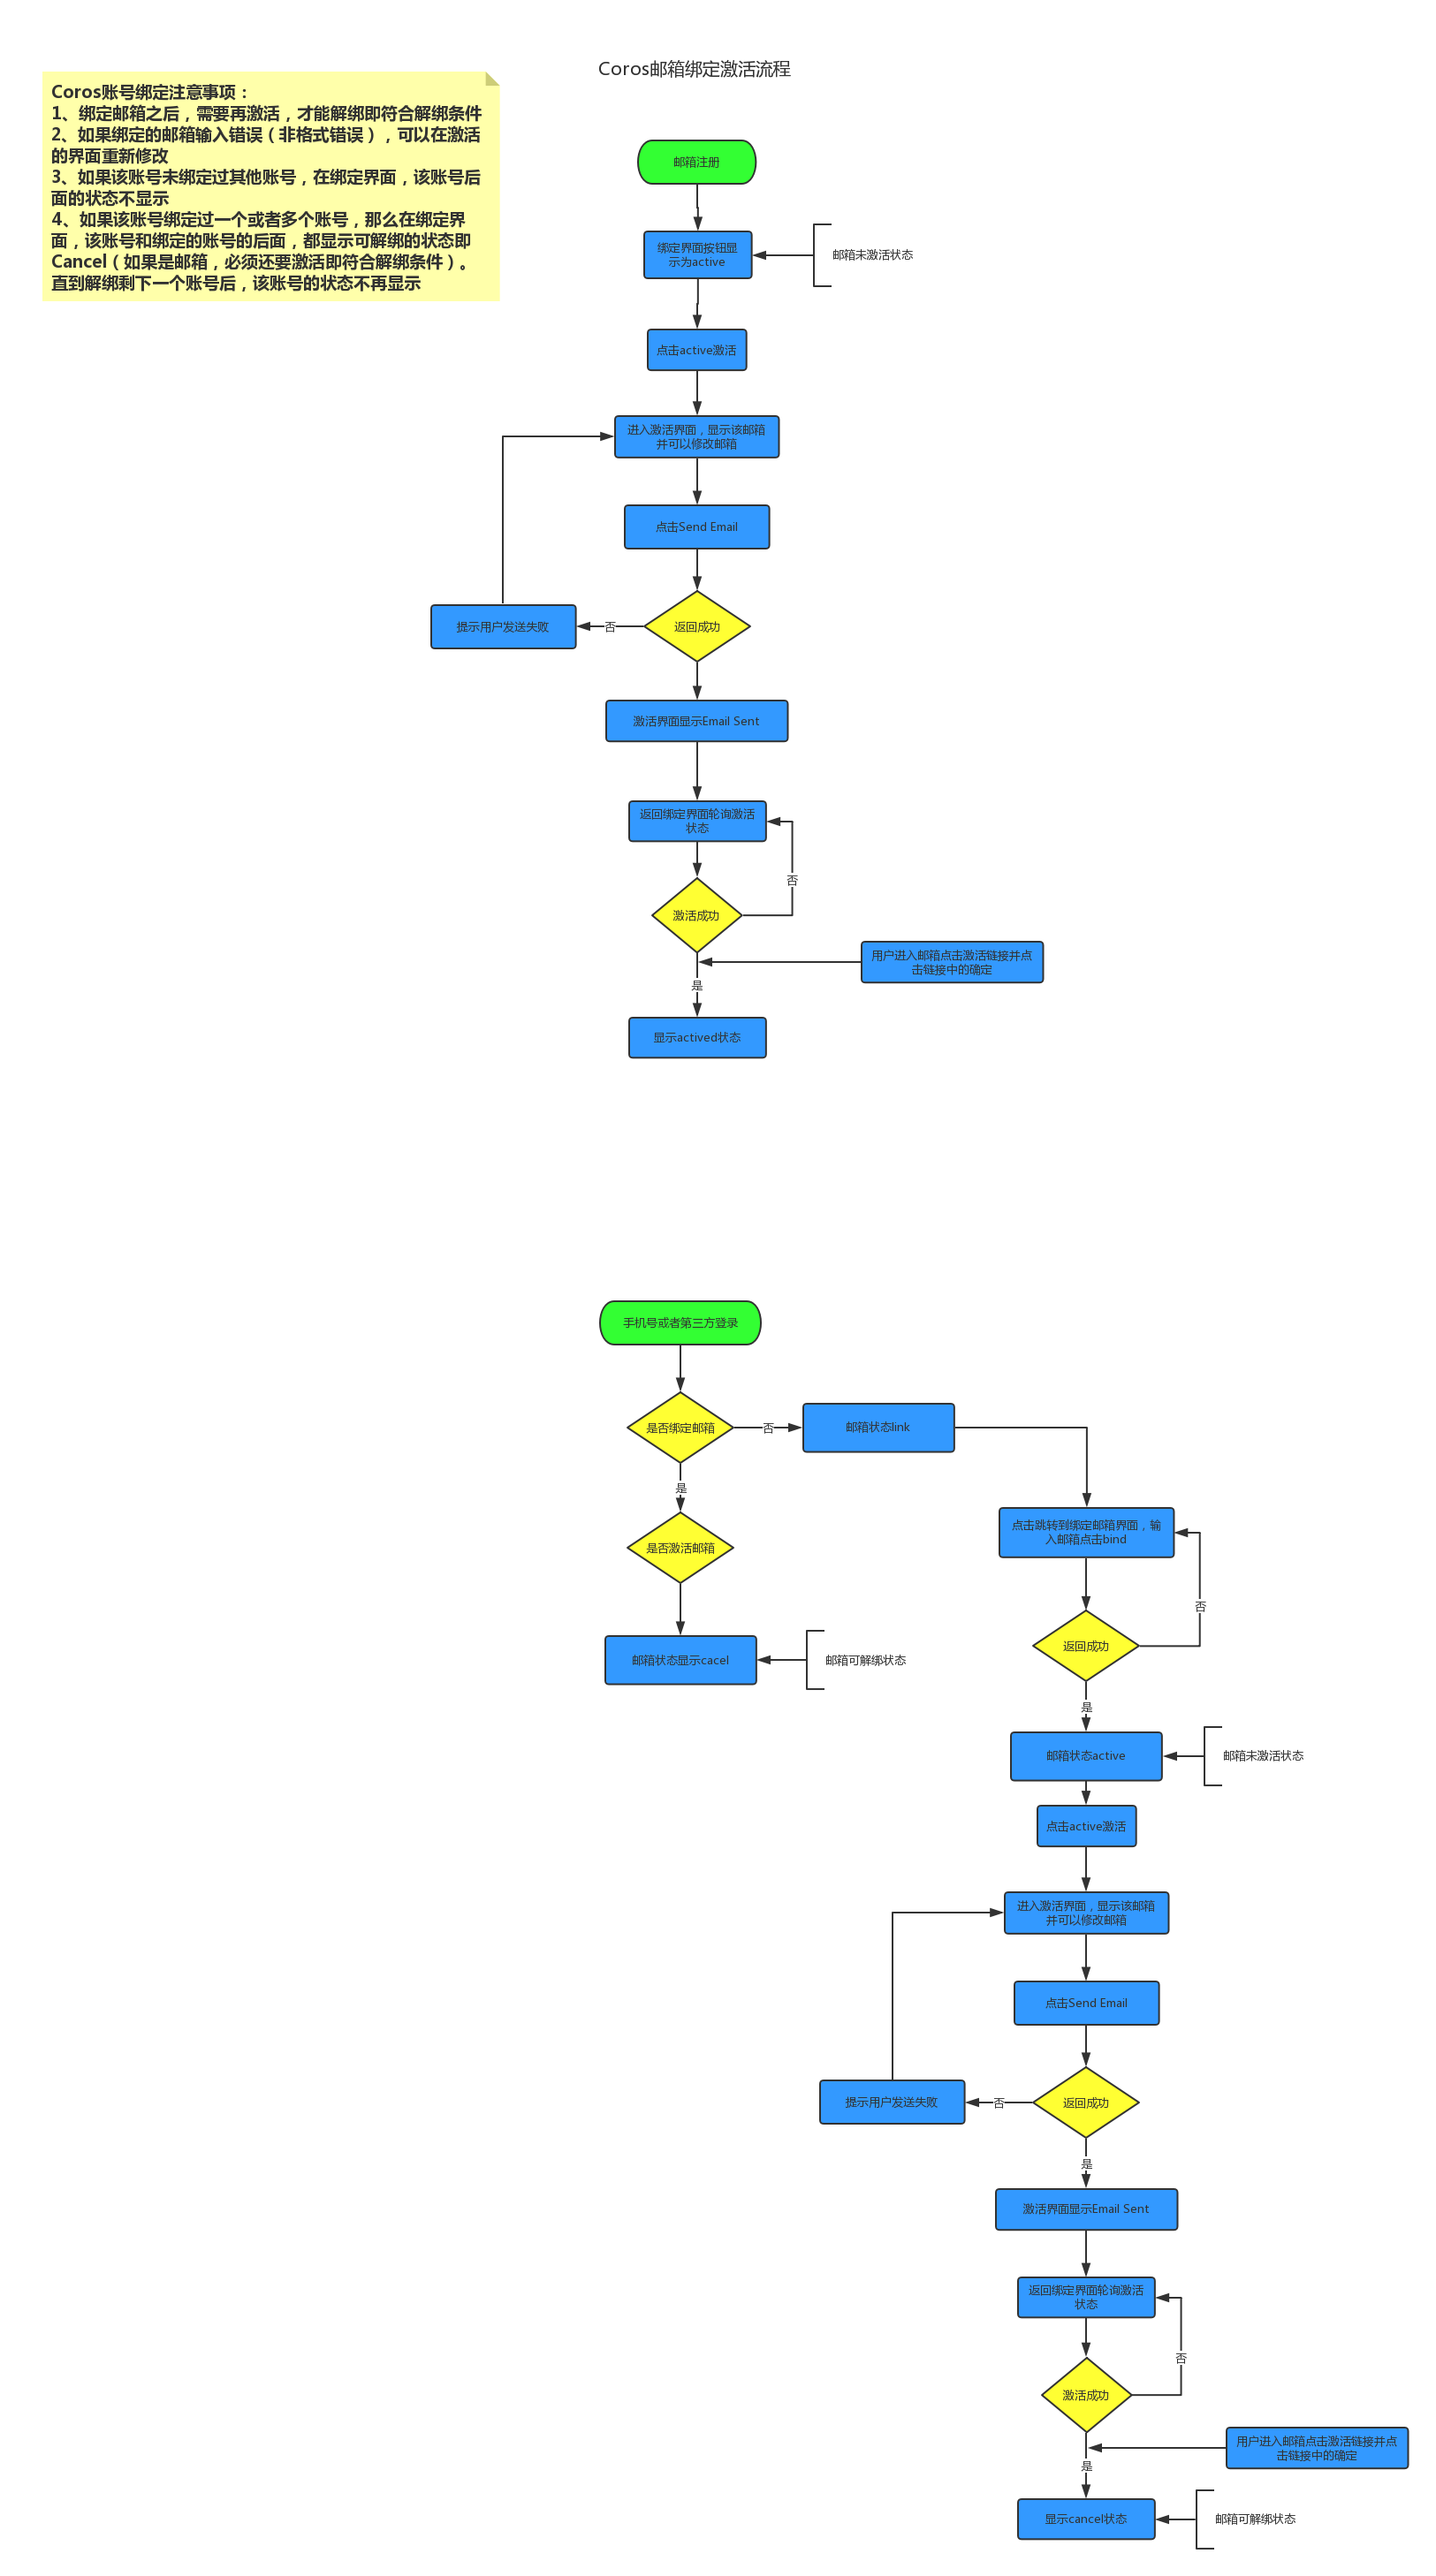 Coros邮箱绑定激活流程
Coros账号绑定注意事项：
1、绑定邮箱之后，需要再激活，才能解绑即符合解绑条件
2、如果绑定的邮箱输入错误（非格式错误），可以在激活
的界面重新修改
3、如果该账号未绑定过其他账号，在绑定界面，该账号后
面的状态不显示
4、如果该账号绑定过一个或者多个账号，那么在绑定界
面，该账号和绑定的账号的后面，都显示可解绑的状态即
Cancel（如果是邮箱，必须还要激活即符合解绑条件）。
直到解绑剩下一个账号后，该账号的状态不再显示
邮箱注册
绑定界面按钮显
示为active
邮箱未激活状态
点击active激活
进入激活界面，显示该邮箱
并可以修改邮箱
点击Send Email
提示用户发送失败
否
返回成功
激活界面显示Email Sent
返回绑定界面轮询激活
状态
否
激活成功
用户进入邮箱点击激活链接并点
击链接中的确定
是
显示actived状态
手机号或者第三方登录
是否绑定邮箱
否
邮箱状态link
是
点击跳转到绑定邮箱界面，输
入邮箱点击bind
是否激活邮箱
否
返回成功
邮箱状态显示cacel
邮箱可解绑状态
是
邮箱状态active
邮箱未激活状态
点击active激活
进入激活界面，显示该邮箱
并可以修改邮箱
点击Send Email
提示用户发送失败
否
返回成功
是
激活界面显示Email Sent
返回绑定界面轮询激活
状态
否
激活成功
用户进入邮箱点击激活链接并点
击链接中的确定
是
显示cancel状态
邮箱可解绑状态